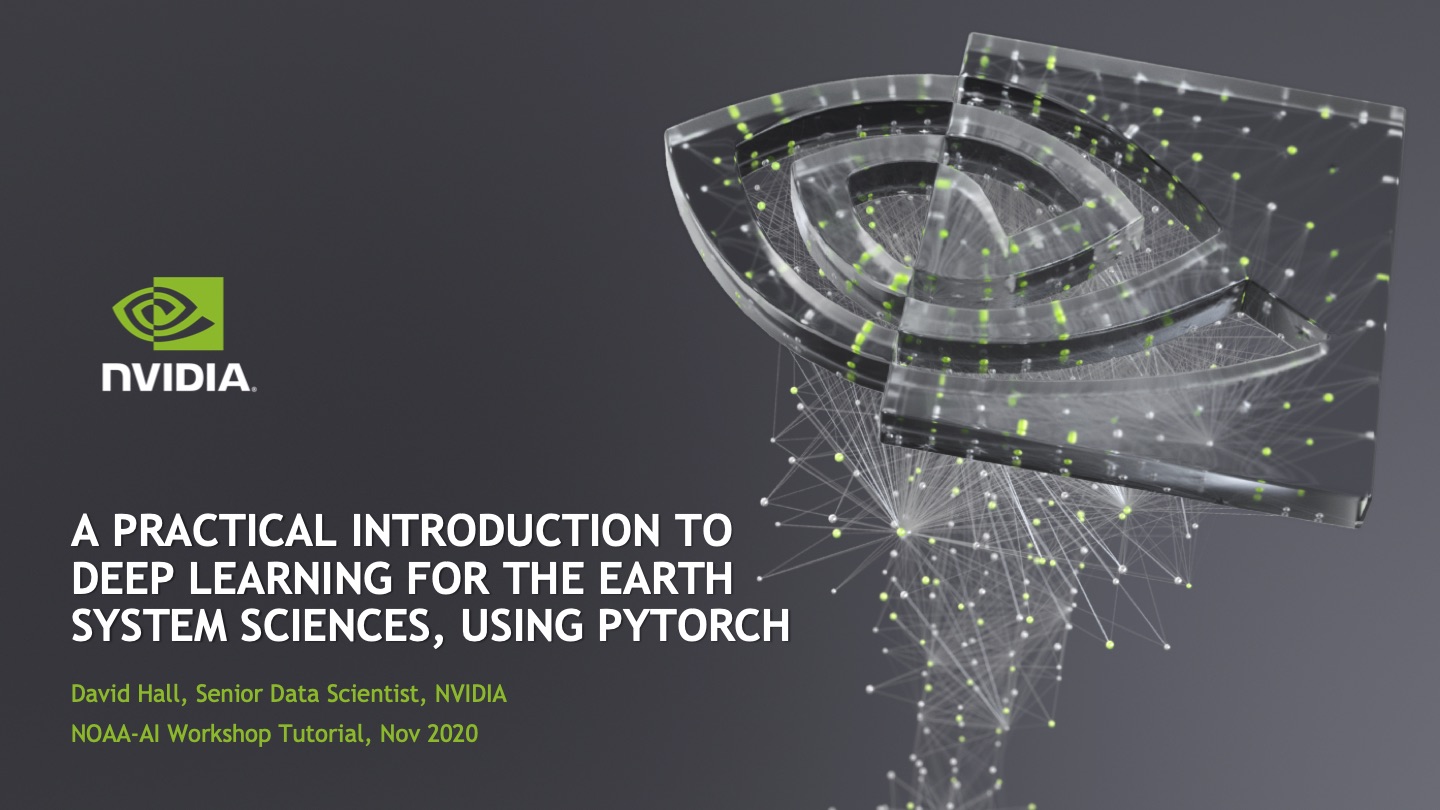 NVIDIA.
A PRACTICAL INTRODUCTION TO
DEEP LEARNING FOR THE EARTH
SYSTEM SCIENCES, USING PYTORCH
David Hall, Senior Data Scientist, NVIDIA
NOAA-AI Workshop Tutorial, Nov 2020